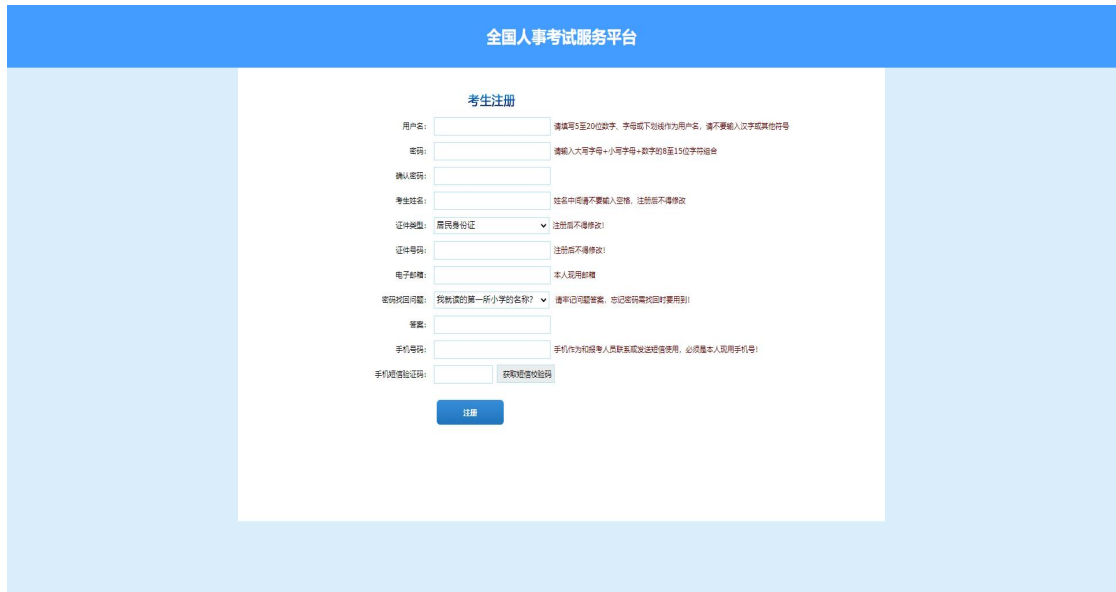 全国人事考试服务平台
考生注册
用户名： 请填写5至20位数字、字母或下划线作为用户名，请不要输入汉字或其他符号
密码： 请输入大写字母+小写字母+数字的8至15位字符组合
确认密码：
考生姓名： 姓名中间请不要输入空格，注册后不得修改
证件类型： 居民身份证 注册后不得修改!
证件号码： 注册后不得修改!
电子邮箱： 本人现用邮箱
密码找回问题： 我就读的第一所小学的名称? 请牢记问题答案，忘记密码需找回时要用到!
答案：
手机号码： 手机作为和报考人员联系或发送短信使用，必须是本人现用手机号!
手机短信验证码： 获取短信校验码
注册